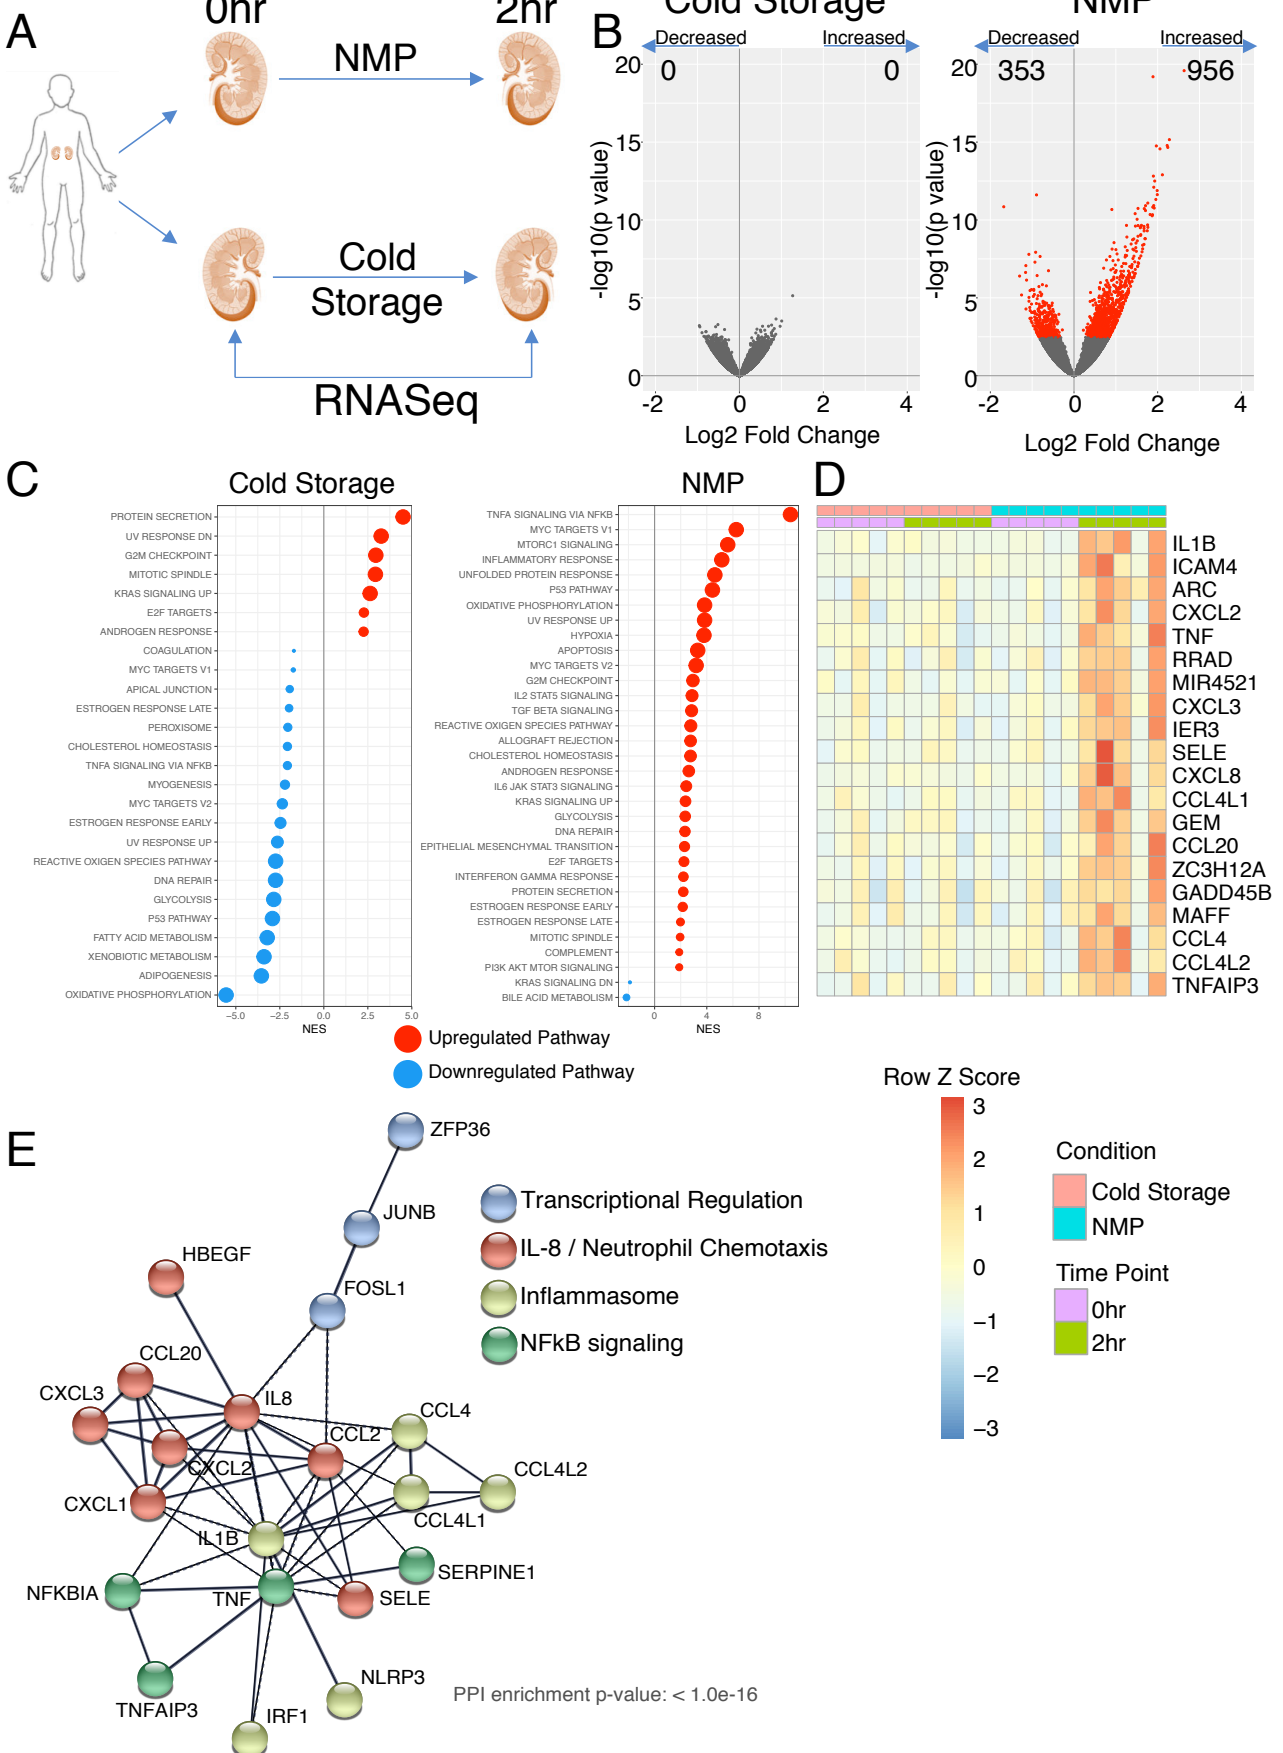 A
0hr
2hr
NMP
Cold
Storage
RNASeq
B
Cold Storage
NMP
Decreased
Increased
Decreased
Increased
0
0
353
956
20
15
10
5
0
-log10(p value)
-2
0
2
4
Log2 Fold Change
20
15
10
5
0
-log10(p value)
-2
0
2
4
Log2 Fold Change
C
Cold Storage
PROTEIN SECRETION
UV RESPONSE DN
G2M CHECKPOINT
MITOTIC SPINDLE
KRAS SIGNALING UP
E2F TARGETS
ANDROGEN RESPONSE
COAGULATION
MYC TARGETS V1
APICAL JUNCTION
ESTROGEN RESPONSE LATE
PEROXISOME
CHOLESTEROL HOMEOSTASIS
TNFA SIGNALING VIA NFKB
MYOGENESIS
MYC TARGETS V2
ESTROGEN RESPONSE EARLY
UV RESPONSE UP
REACTIVE OXIGEN SPECIES PATHWAY
DNA REPAIR
GLYCOLYSIS
P53 PATHWAY
FATTY ACID METABOLISM
XENOBIOTIC METABOLISM
ADIPOGENESIS
OXIDATIVE PHOSPHORYLATION
−5.0
−2.5
0.0
2.5
5.0
NES
NMP
TNFA SIGNALING VIA NFKB
MYC TARGETS V1
MTORC1 SIGNALING
INFLAMMATORY RESPONSE
UNFOLDED PROTEIN RESPONSE
P53 PATHWAY
OXIDATIVE PHOSPHORYLATION
UV RESPONSE UP
HYPOXIA
APOPTOSIS
MYC TARGETS V2
G2M CHECKPOINT
IL2 STAT5 SIGNALING
TGF BETA SIGNALING
REACTIVE OXIGEN SPECIES PATHWAY
ALLOGRAFT REJECTION
CHOLESTEROL HOMEOSTASIS
ANDROGEN RESPONSE
IL6 JAK STAT3 SIGNALING
KRAS SIGNALING UP
GLYCOLYSIS
DNA REPAIR
EPITHELIAL MESENCHYMAL TRANSITION
E2F TARGETS
INTERFERON GAMMA RESPONSE
PROTEIN SECRETION
ESTROGEN RESPONSE EARLY
ESTROGEN RESPONSE LATE
MITOTIC SPINDLE
COMPLEMENT
PI3K AKT MTOR SIGNALING
KRAS SIGNALING DN
BILE ACID METABOLISM
0
4
8
NES
Upregulated Pathway
Downregulated Pathway
D
IL1B
ICAM4
ARC
CXCL2
TNF
RRAD
MIR4521
CXCL3
IER3
SELE
CXCL8
CCL4L1
GEM
CCL20
ZC3H12A
GADD45B
MAFF
CCL4
CCL4L2
TNFAIP3
Row Z Score
3
2
1
0
−1
−2
−3
Condition
Cold Storage
NMP
Time Point
0hr
2hr
E
ZFP36
JUNB
FOSL1
HBEGF
CCL20
CXCL3
IL8
CXCL2
CCL2
CCL4
CCL4L2
CCL4L1
CXCL1
IL1B
SERPINE1
NFKBIA
TNF
SELE
TNFAIP3
NLRP3
IRF1
Transcriptional Regulation
IL-8 / Neutrophil Chemotaxis
Inflammasome
NFkB signaling
PPI enrichment p-value: < 1.0e-16